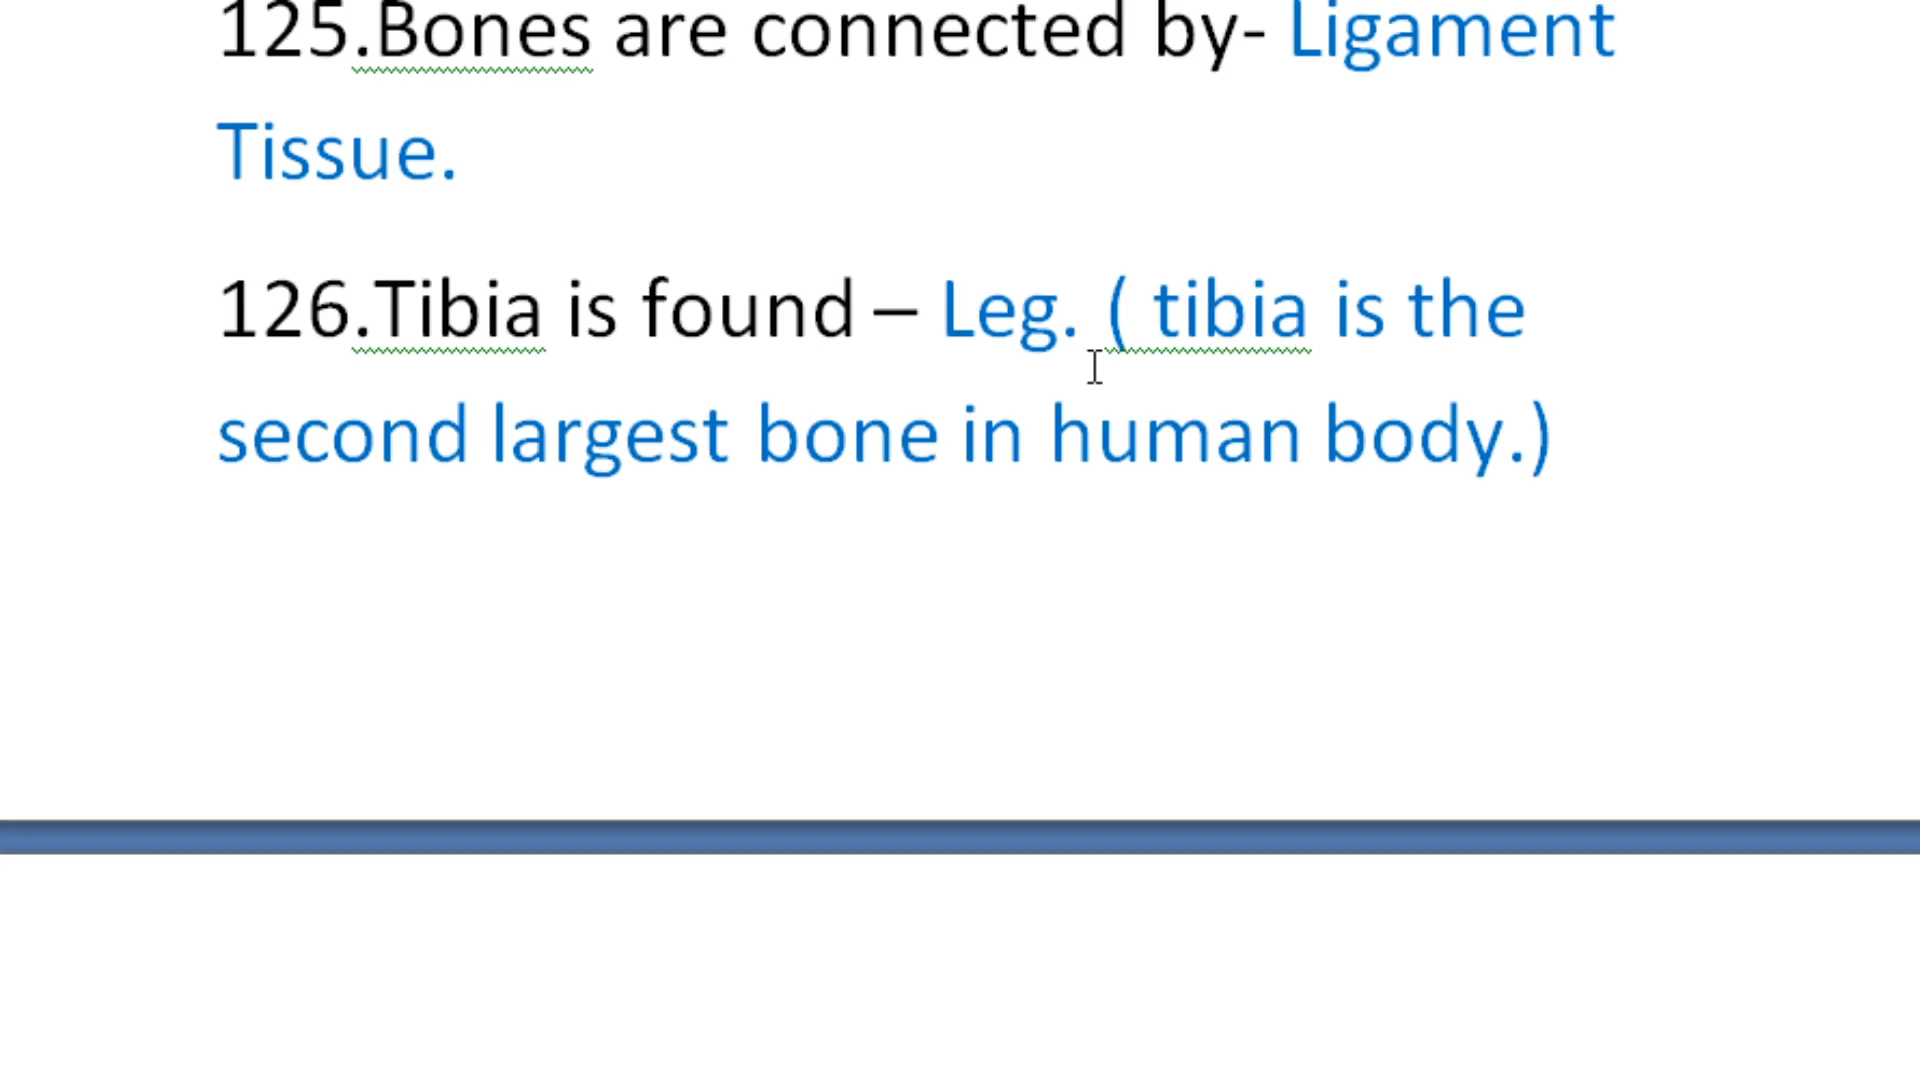 125.Bones are connected by- Ligament
Tissue.
126.Tibia is found – Leg. ( tibia is the
second largest bone in human body.)